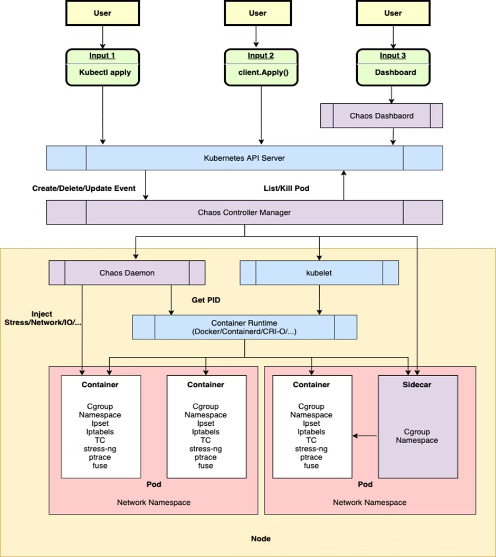 User
User
User
Input 1
Kubectl apply
Input 2
client.Apply()
Input 3
Dashboard
Chaos Dashbaord
Kubernetes API Server
Create/Delete/Update Event
List/Kill Pod
Chaos Controller Manager
Chaos Daemon
kubelet
Get PID
Inject
Stress/Network/IO/...
Container Runtime
(Docker/Containerd/CRI-O/...)
Container
Cgroup
Namespace
Ipset
Iptabels
TC
stress-ng
ptrace
fuse
Container
Cgroup
Namespace
Ipset
Iptabels
TC
stress-ng
ptrace
fuse
Pod
Network Namespace
Container
Cgroup
Namespace
Ipset
Iptabels
TC
stress-ng
ptrace
fuse
Sidecar
Cgroup
Namespace
Pod
Network Namespace
Node